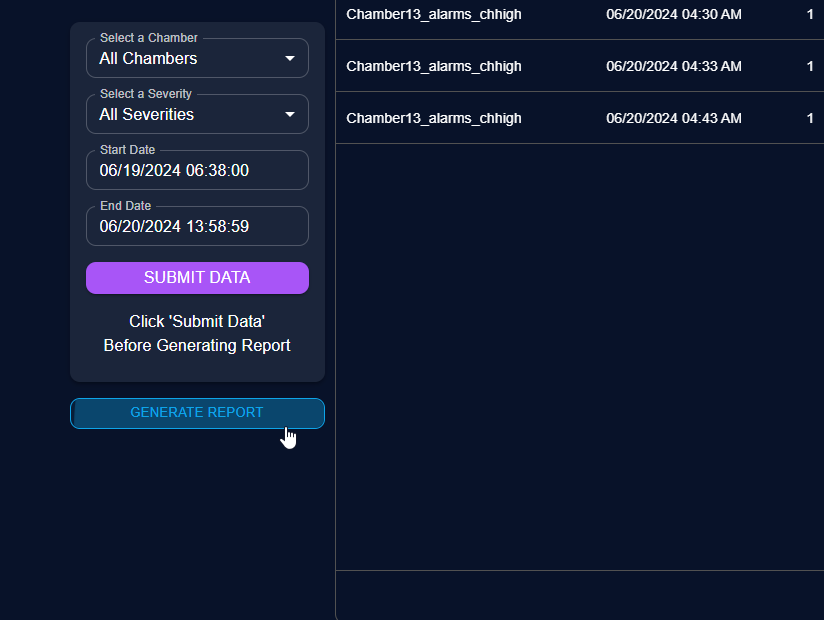 Select a Chamber
All Chambers
Select a Severity
All Severities
Start Date
06/19/2024 06:38:00
End Date
06/20/2024 13:58:59
SUBMIT DATA
Click 'Submit Data'
Before Generating Report
GENERATE REPORT
Chamber13_alarms_chhigh 06/20/2024 04:30 AM 1
Chamber13_alarms_chhigh 06/20/2024 04:33 AM 1
Chamber13_alarms_chhigh 06/20/2024 04:43 AM 1